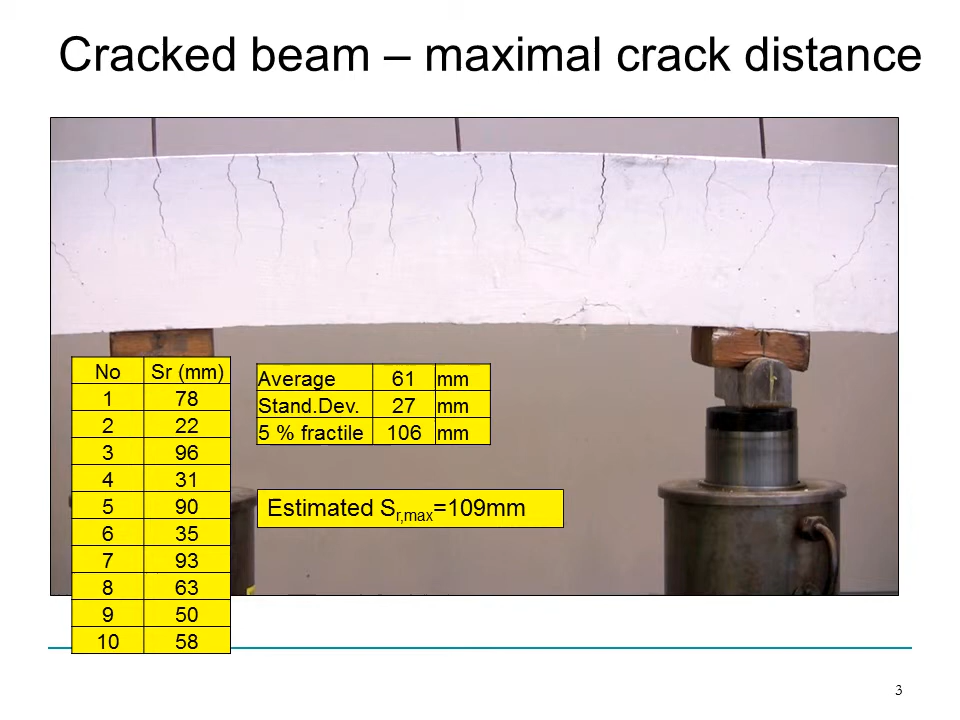 Cracked beam – maximal crack distance
No Sr (mm)
1 78
2 22
3 96
4 31
5 90
6 35
7 93
8 63
9 50
10 58
Average 61 mm
Stand.Dev. 27 mm
5 % fractile 106 mm
Estimated Sr,max=109mm
3